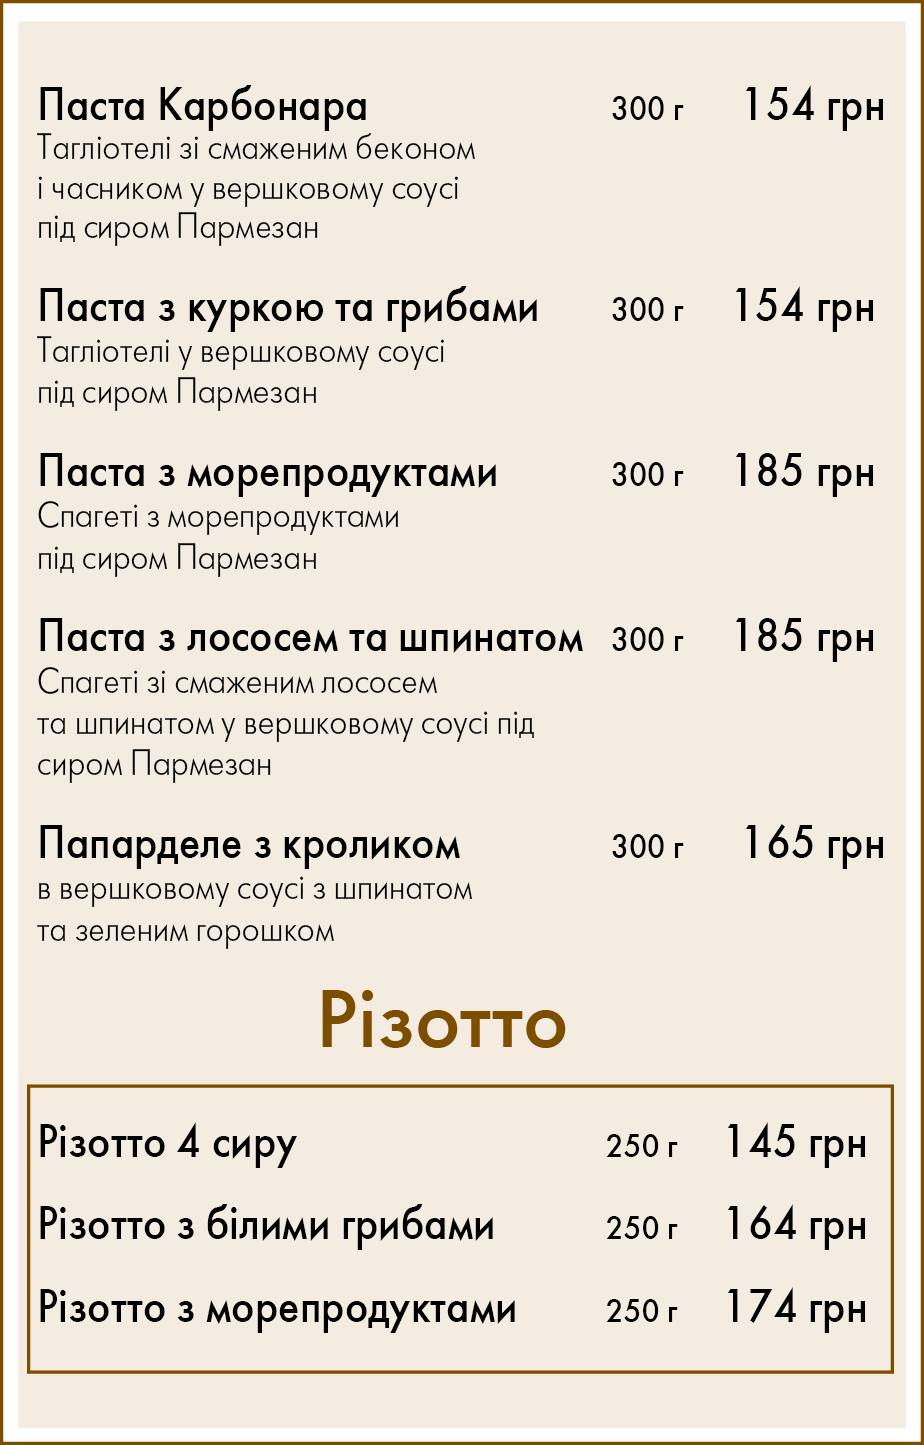 Паста Карбонара 300 г 154 грн
Тагліотелі зі смаженим беконом
і часником у вершковому соусі
під сиром Пармезан
Паста з куркою та грибами 300 г 154 грн
Тагліотелі у вершковому соусі
під сиром Пармезан
Паста з морепродуктами 300 г 185 грн
Спагеті з морепродуктами
під сиром Пармезан
Паста з лососем та шпинатом 300 г 185 грн
Спагеті зі смаженим лососем
та шпинатом у вершковому соусі під
сиром Пармезан
Папарделе з кроликом 300 г 165 грн
в вершковому соусі з шпинатом
та зеленим горошком
Різотто
Різотто 4 сиру 250 г 145 грн
Різотто з білими грибами 250 г 164 грн
Різотто з морепродуктами 250 г 174 грн